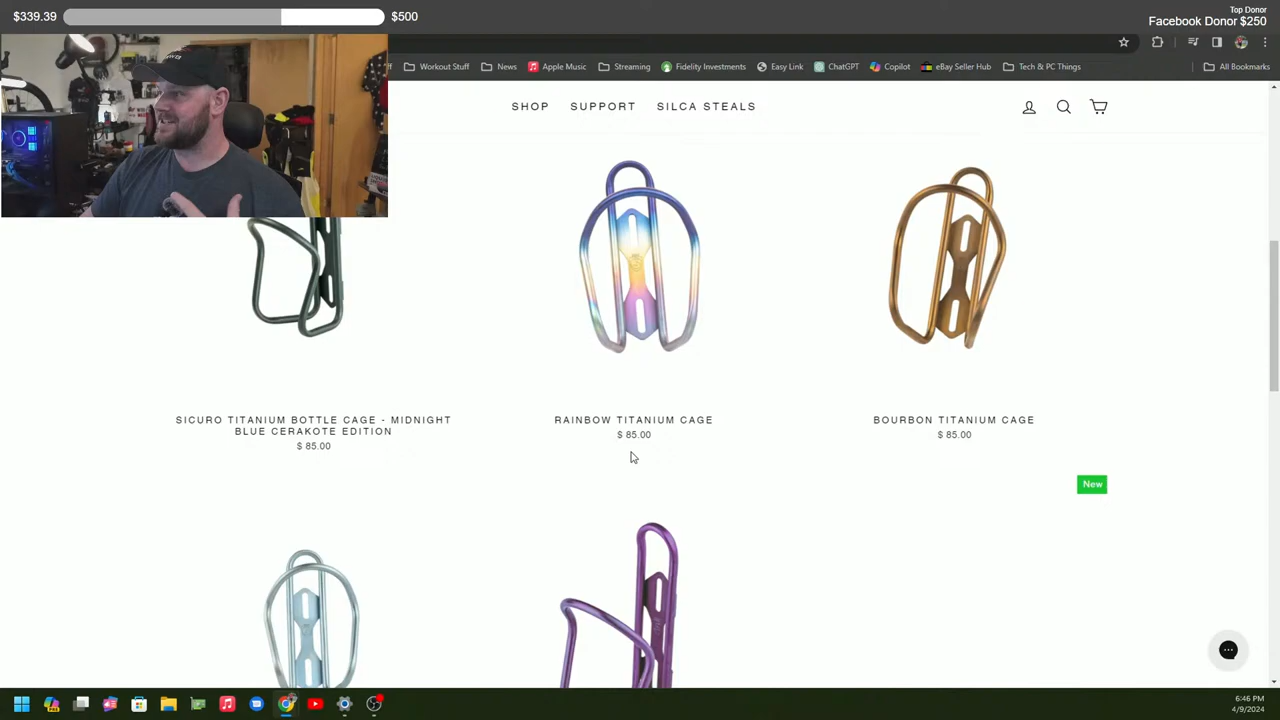 $339.39
$500
Top Donor
Facebook Donor $250
Workout Stuff
News
Apple Music
Streaming
Fidelity Investments
Easy Link
ChatGPT
Copilot
eBay Seller Hub
Tech & PC Things
All Bookmarks
SHOP
SUPPORT
SILCA STEALS
SICURO TITANIUM BOTTLE CAGE - MIDNIGHT
BLUE CERAKOTE EDITION
$ 85.00
RAINBOW TITANIUM CAGE
$ 85.00
BOURBON TITANIUM CAGE
$ 85.00
New
6:46 PM
4/9/2024